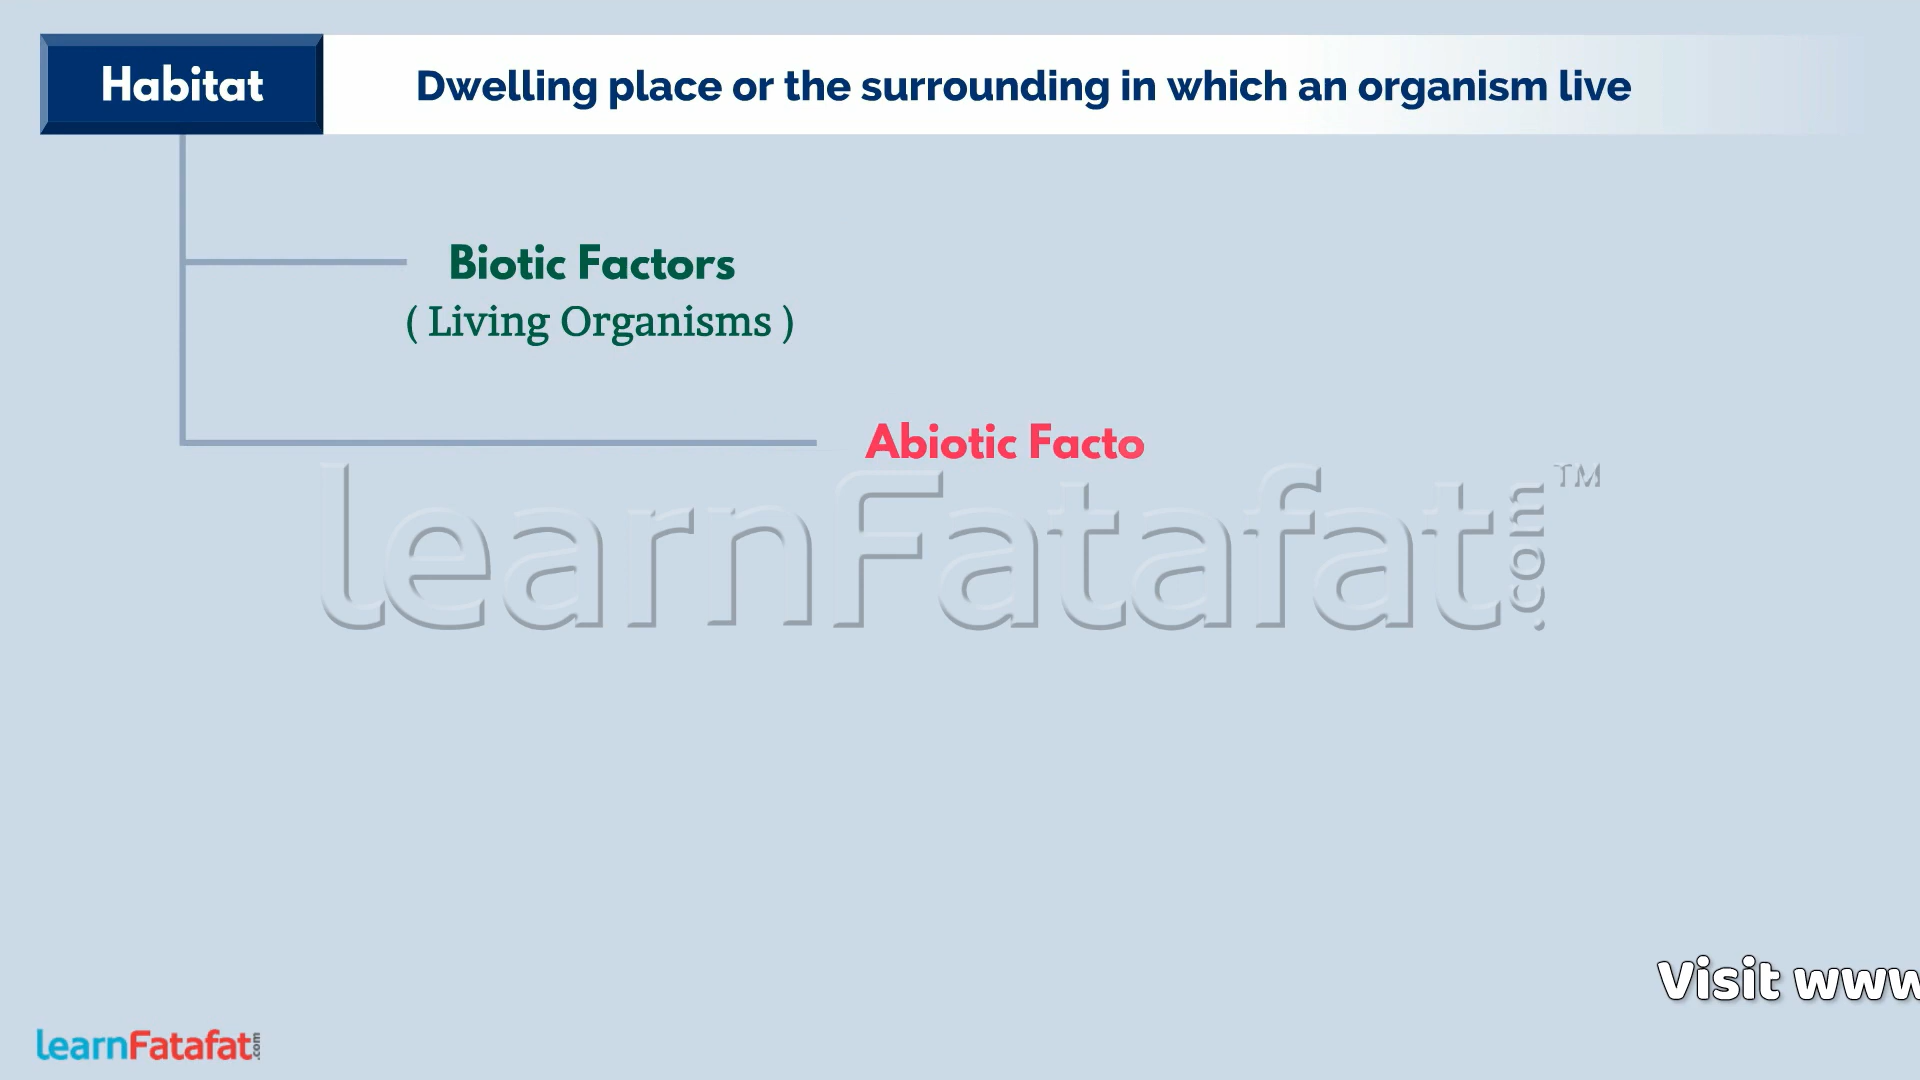 Habitat
Dwelling place or the surrounding in which an organism live
Biotic Factors
( Living Organisms )
Abiotic Facto
learnFatafat.com TM
Visit www
learnFatafat.com